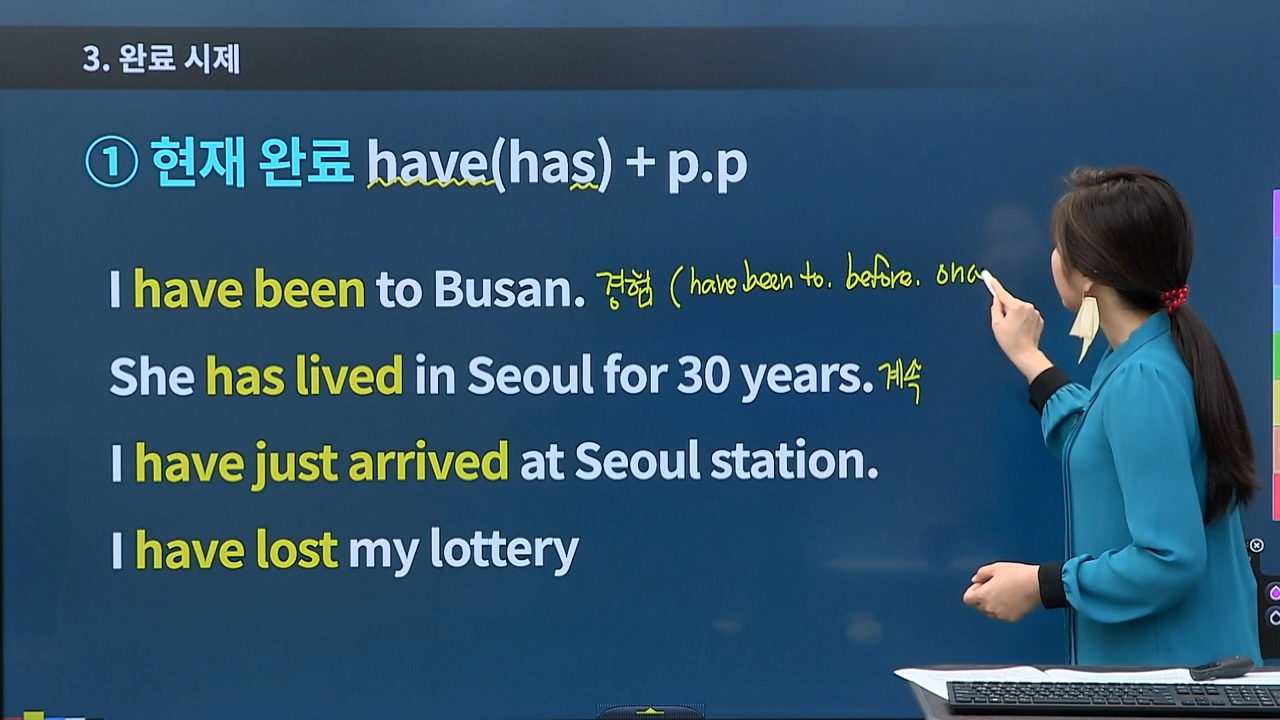 3. 완료 시제
① 현재 완료 have(has) + p.p
I have been to Busan. 경험 (have been to. before. onc
She has lived in Seoul for 30 years. 계속
I have just arrived at Seoul station.
I have lost my lottery